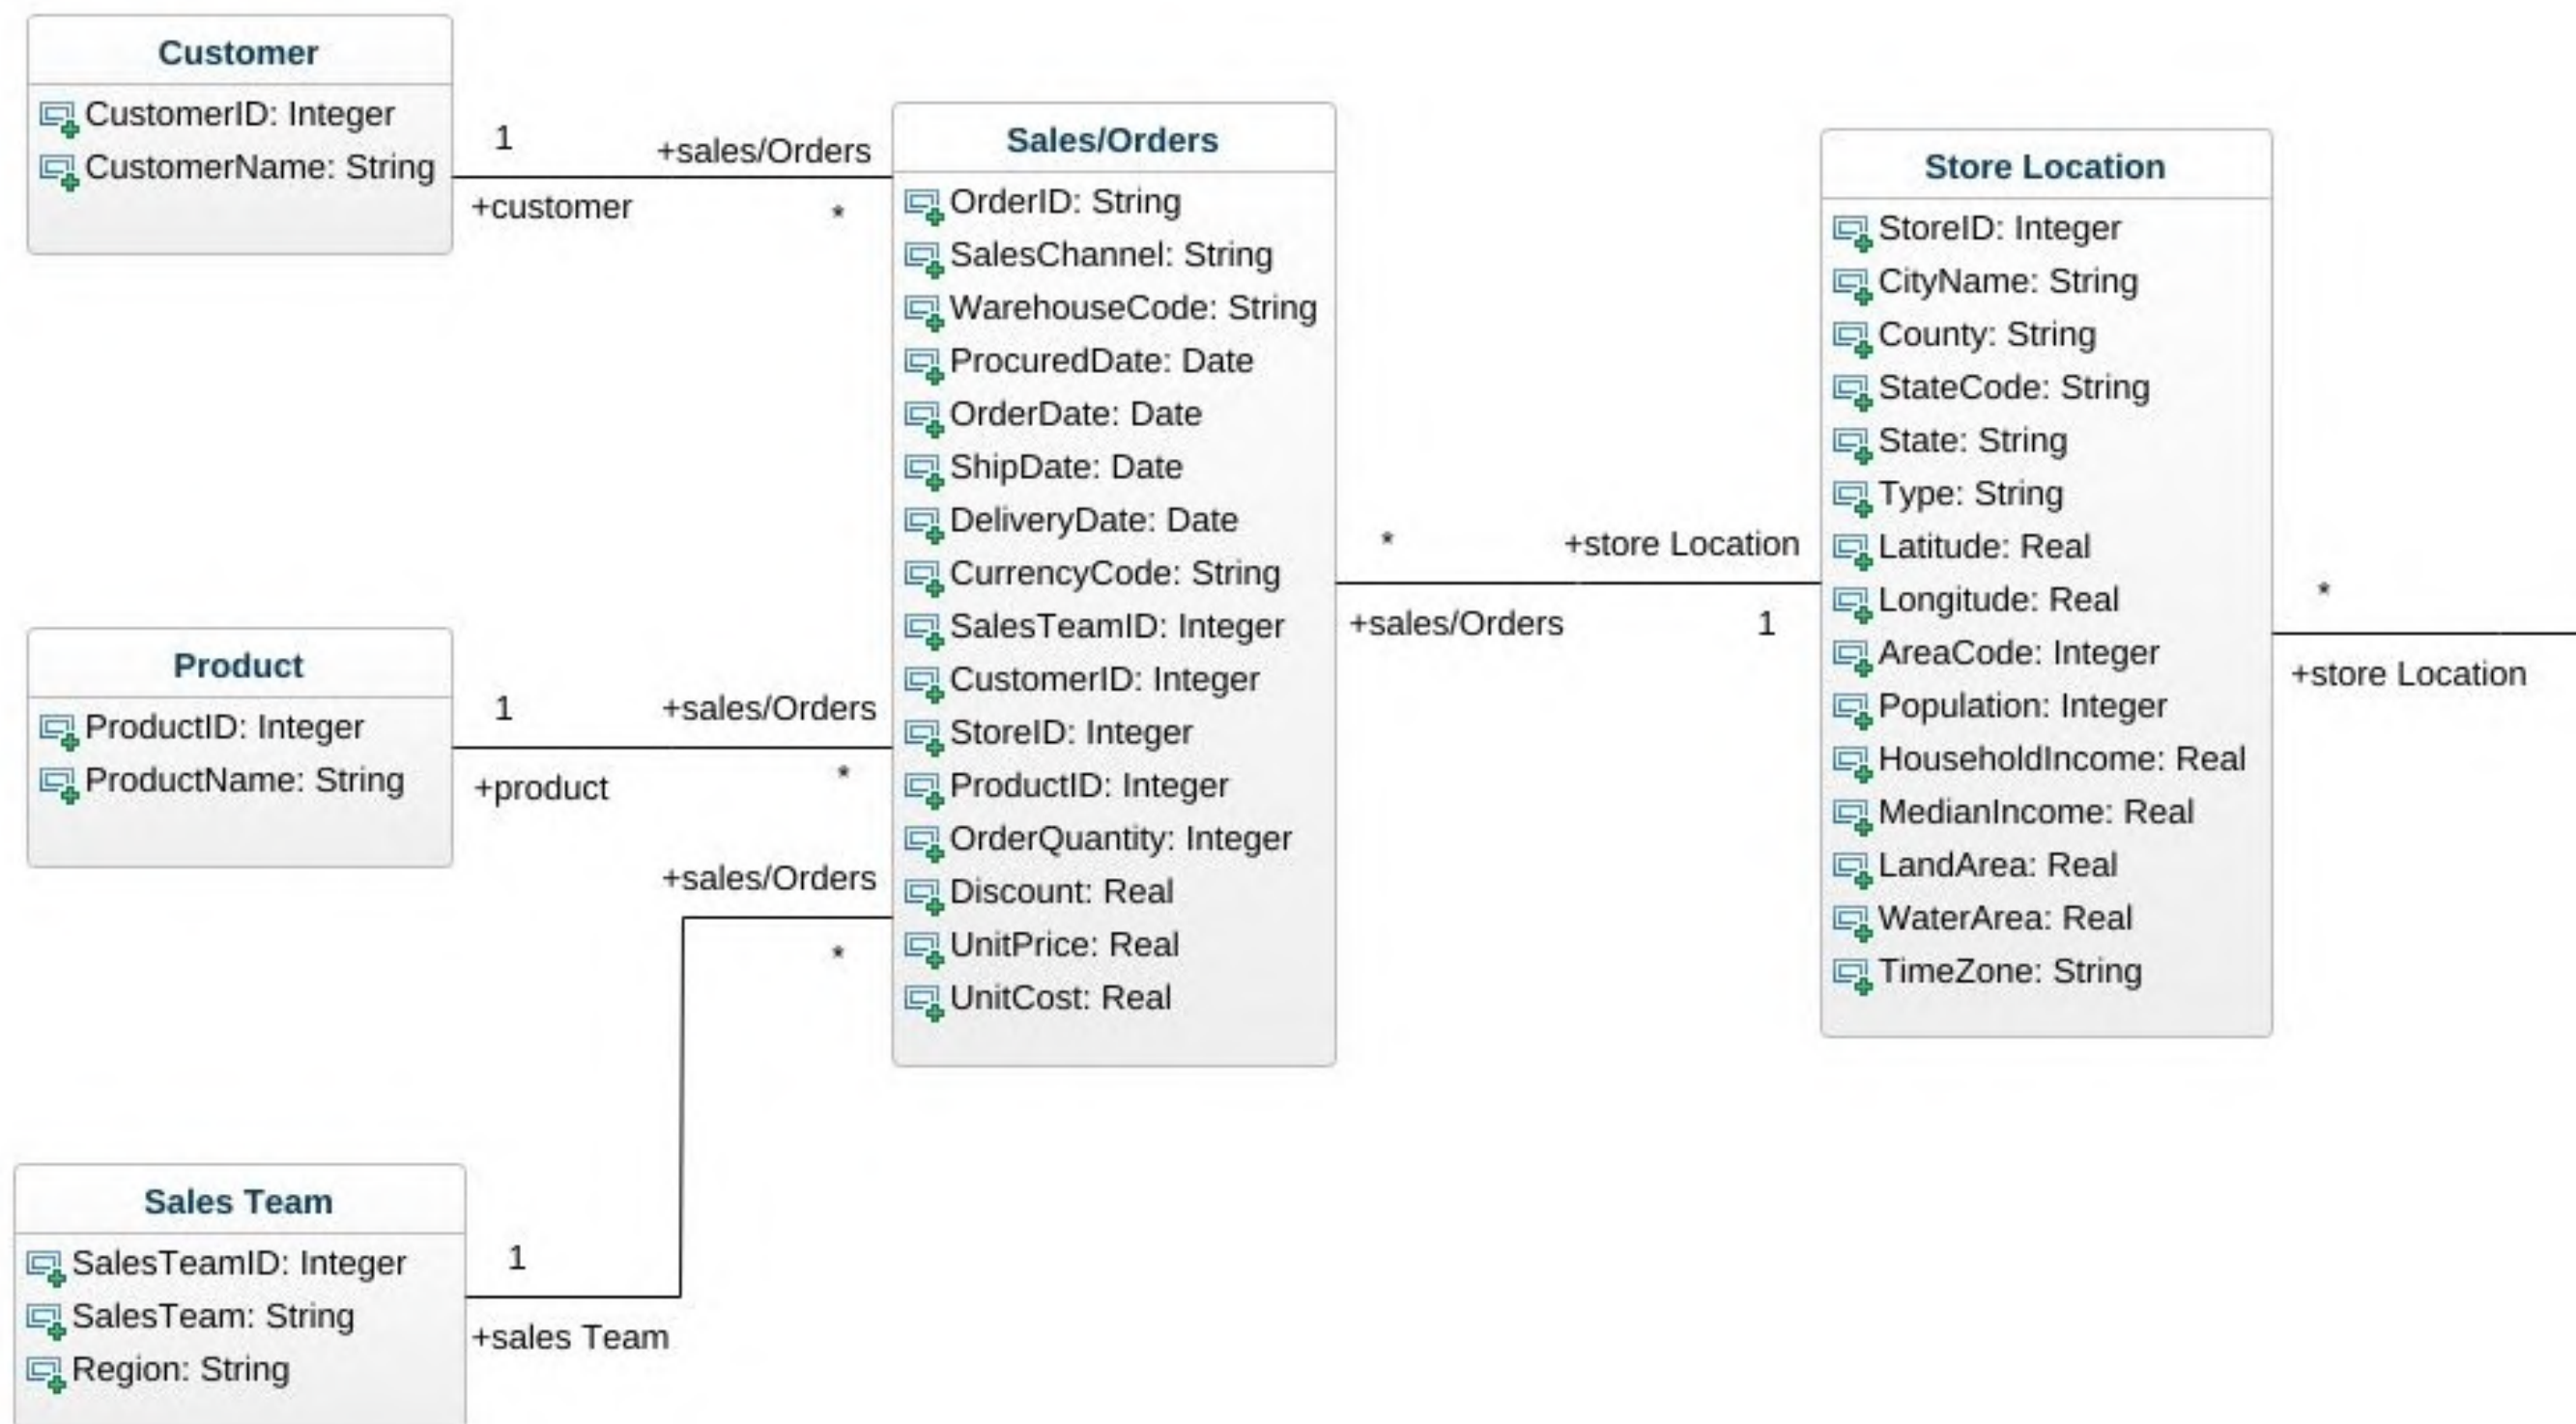 Customer
CustomerID: Integer
CustomerName: String
1
+sales/Orders
+customer
*
Sales/Orders
OrderID: String
SalesChannel: String
WarehouseCode: String
ProcuredDate: Date
OrderDate: Date
ShipDate: Date
DeliveryDate: Date
CurrencyCode: String
SalesTeamID: Integer
CustomerID: Integer
StoreID: Integer
ProductID: Integer
OrderQuantity: Integer
Discount: Real
UnitPrice: Real
UnitCost: Real
*
+store Location
+sales/Orders
1
Store Location
StoreID: Integer
CityName: String
County: String
StateCode: String
State: String
Type: String
Latitude: Real
Longitude: Real
AreaCode: Integer
Population: Integer
HouseholdIncome: Real
MedianIncome: Real
LandArea: Real
WaterArea: Real
TimeZone: String
*
+store Location
Product
ProductID: Integer
ProductName: String
1
+sales/Orders
+product
*
+sales/Orders
*
Sales Team
SalesTeamID: Integer
SalesTeam: String
Region: String
1
+sales Team